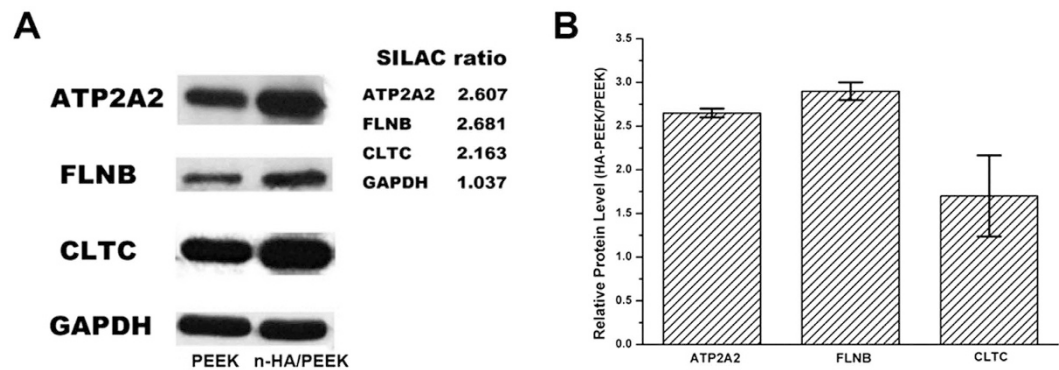 A
SILAC ratio
ATP2A2
ATP2A2 2.607
FLNB
FLNB 2.681
CLTC 2.163
GAPDH 1.037
CLTC
GAPDH
PEEK n-HA/PEEK
B
Relative Protein Level (HA-PEEK/PEEK)
3.5
3.0
2.5
2.0
1.5
1.0
0.5
0.0
ATP2A2 FLNB CLTC